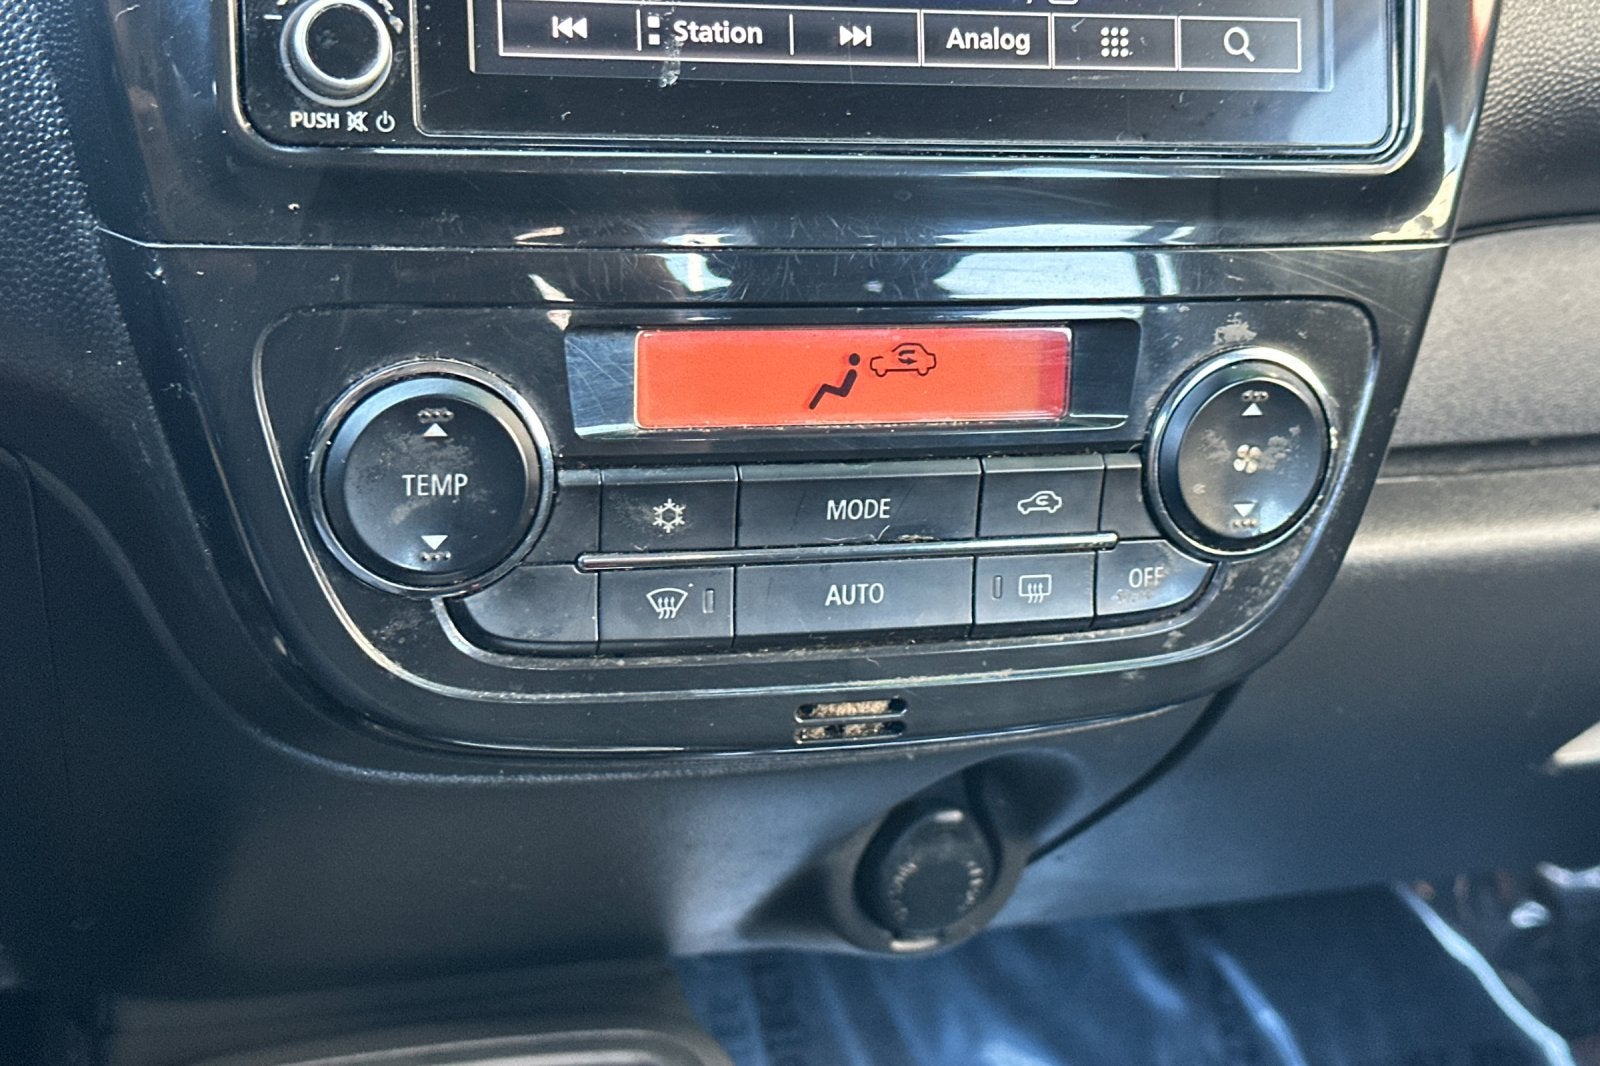 Station
Analog
PUSH
TEMP
MODE
AUTO
OFF